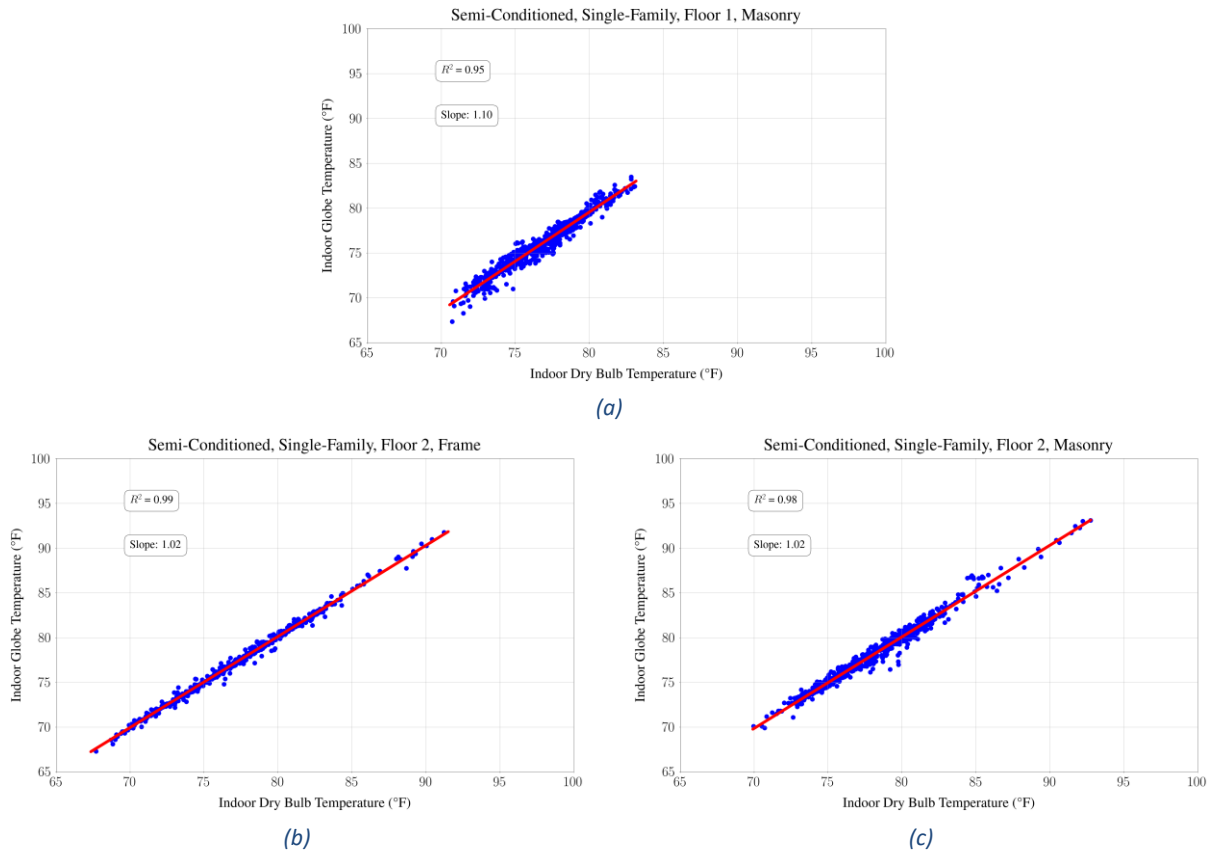 Semi-Conditioned, Single-Family, Floor 1, Masonry
100
95
90
85
80
75
70
65
R² = 0.95
Slope: 1.10
Indoor Globe Temperature (°F)
65 70 75 80 85 90 95 100
Indoor Dry Bulb Temperature (°F)
(a)
Semi-Conditioned, Single-Family, Floor 2, Frame
100
95
90
85
80
75
70
65
R² = 0.99
Slope: 1.02
Indoor Globe Temperature (°F)
65 70 75 80 85 90 95 100
Indoor Dry Bulb Temperature (°F)
(b)
Semi-Conditioned, Single-Family, Floor 2, Masonry
100
95
90
85
80
75
70
65
R² = 0.98
Slope: 1.02
Indoor Globe Temperature (°F)
65 70 75 80 85 90 95 100
Indoor Dry Bulb Temperature (°F)
(c)